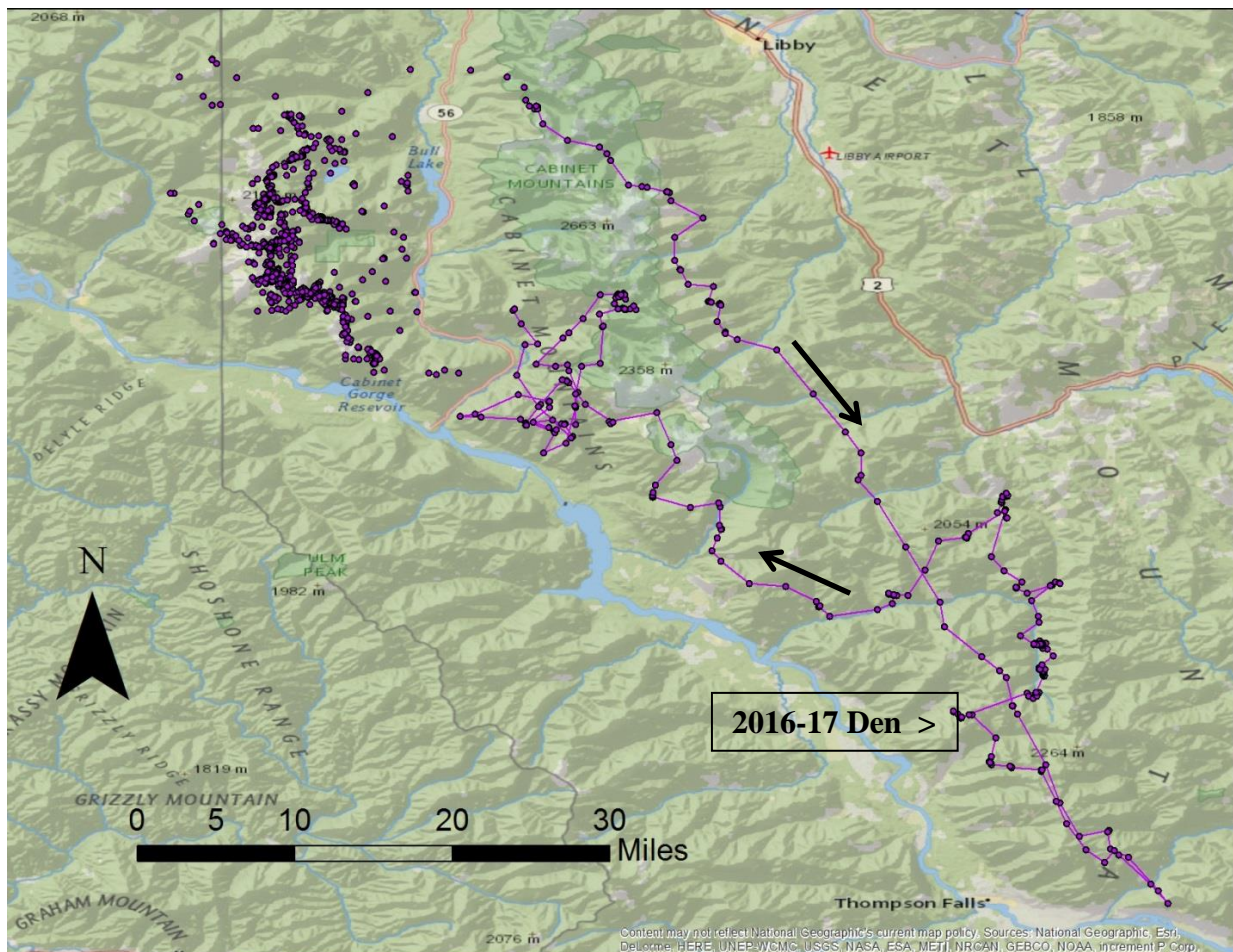 2068 m
Libby
LIBBY AIRPORT
1858 m
56
Bull
Lake
CABINET
MOUNTAINS
CABINET MOUNTAINS
2663 m
2
2358 m
Cabinet
Gorge
Resevoir
DELYLE RIDGE
2054 m
N
ULM
PEAK
1982 m
SHOSHONE RANGE
GRIZZLY RIDGE
2016-17 Den >
2264 m
1819 m
GRIZZLY MOUNTAIN
0 5 10 20 30
Miles
GRAHAM MOUNTAIN
2076 m
Thompson Falls
Content may not reflect National Geographic's current map policy. Sources: National Geographic, Esri,
DeLorme, HERE, UNEP-WCMC, USGS, NASA, ESA, METI, NRCAN, GEBCO, NOAA, increment P Corp.